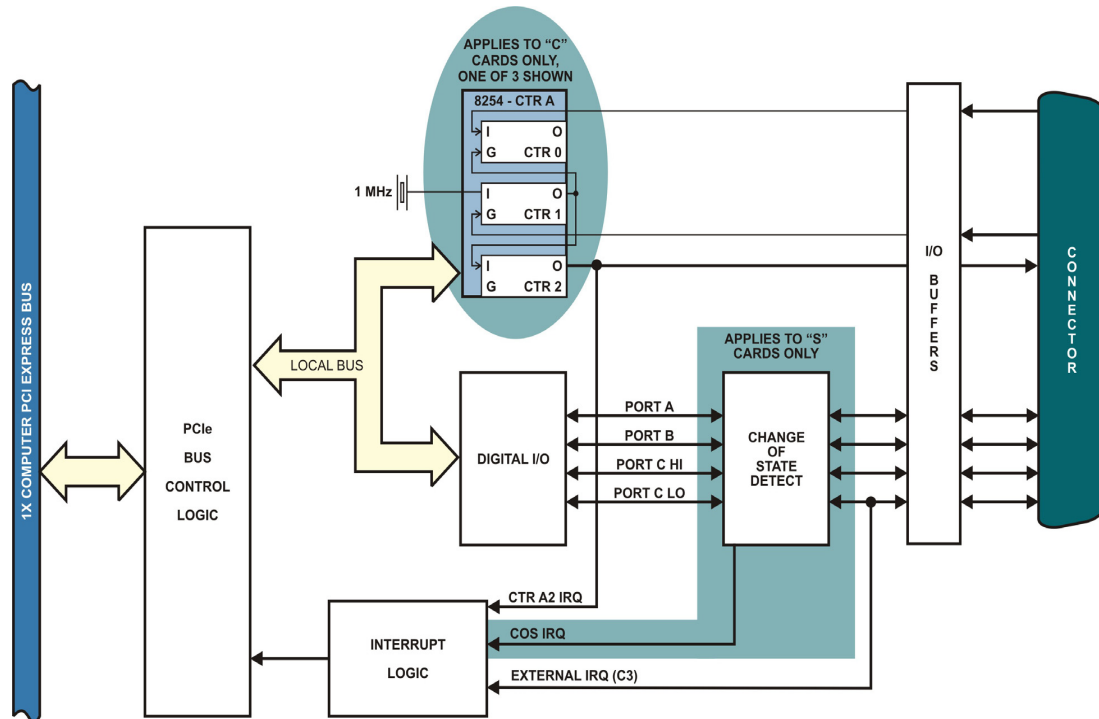 APPLIES TO “C”
CARDS ONLY,
ONE OF 3 SHOWN
8254 - CTR A
I O
G CTR 0
1 MHz
I O
G CTR 1
I O
G CTR 2
1X COMPUTER PCI EXPRESS BUS
PCIe
BUS
CONTROL
LOGIC
LOCAL BUS
DIGITAL I/O
PORT A
PORT B
PORT C HI
PORT C LO
APPLIES TO “S”
CARDS ONLY
CHANGE
OF
STATE
DETECT
I/O
BUFFERS
CONNECTOR
INTERRUPT
LOGIC
CTR A2 IRQ
COS IRQ
EXTERNAL IRQ (C3)